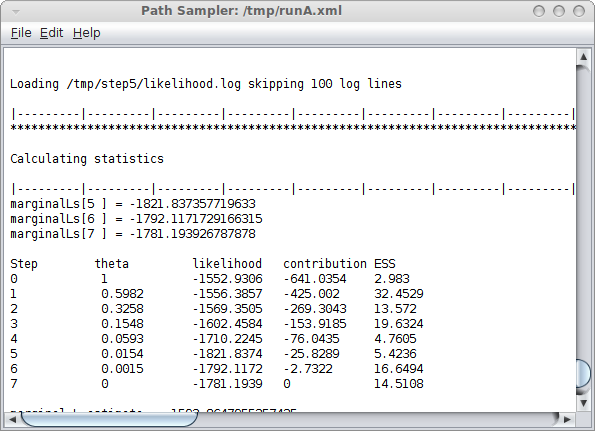 Path Sampler: /tmp/runA.xml
File Edit Help
Loading /tmp/step5/likelihood.log skipping 100 log lines
|---------|---------|---------|---------|---------|---------|---------|---------|
*********************************************************************************
Calculating statistics
|---------|---------|---------|---------|---------|---------|---------|---------|
marginalLs[5 ] = -1821.837357719633
marginalLs[6 ] = -1792.1171729166315
marginalLs[7 ] = -1781.193926787878
Step theta likelihood contribution ESS
0 1 -1552.9306 -641.0354 2.983
1 0.5982 -1556.3857 -425.002 32.4529
2 0.3258 -1569.3505 -269.3043 13.572
3 0.1548 -1602.4584 -153.9185 19.6324
4 0.0593 -1710.2245 -76.0435 4.7605
5 0.0154 -1821.8374 -25.8289 5.4236
6 0.0015 -1792.1172 -2.7322 16.6494
7 0 -1781.1939 0 14.5108
marginal L estimate